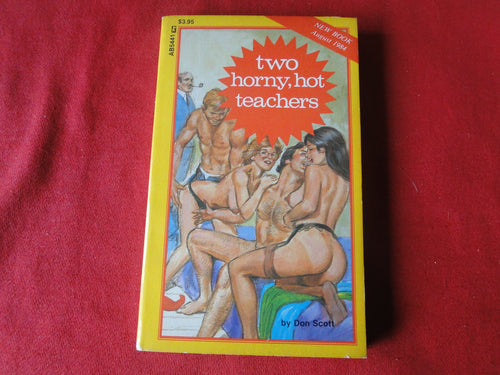 $3.95
AB5441
NEW BOOK
August 1984
two
horny, hot
teachers
by Don Scott